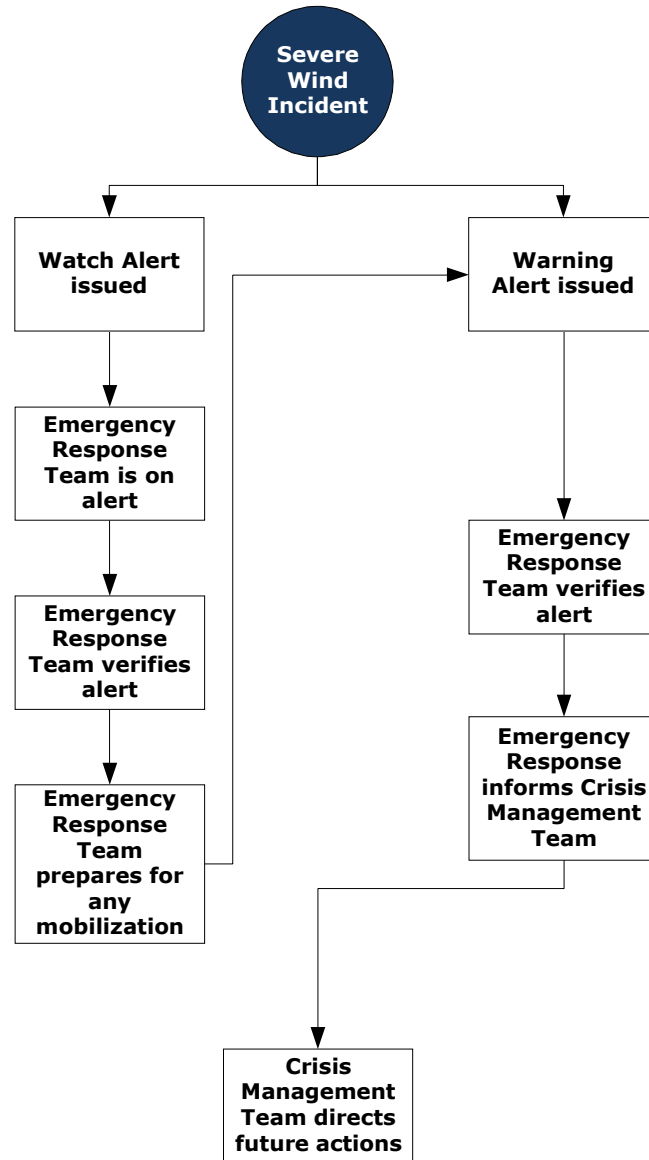 Severe
Wind
Incident
Watch Alert
issued
Warning
Alert issued
Emergency
Response
Team is on
alert
Emergency
Response
Team verifies
alert
Emergency
Response
Team verifies
alert
Emergency
Response
informs Crisis
Management
Team
Emergency
Response
Team
prepares for
any
mobilization
Crisis
Management
Team directs
future actions